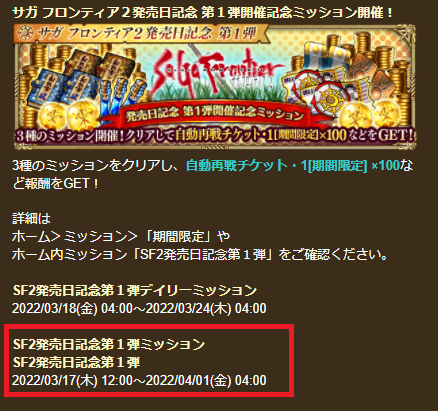 サガ フロンティア２発売日記念 第１弾開催記念ミッション開催！
サガ フロンティア２発売日記念 第１弾
SaGa Frontier
発売日記念 第1弾開催記念ミッション
3種のミッション開催！クリアして自動再戦チケット・1[期間限定]×100などをGET！
3種のミッションをクリアし、自動再戦チケット・1[期間限定] ×100な
ど報酬をGET！
詳細は
ホーム＞ミッション＞「期間限定」や
ホーム内ミッション「SF2発売日記念第１弾」をご確認ください。
SF2発売日記念第１弾デイリーミッション
2022/03/18(金) 04:00～2022/03/24(木) 04:00
SF2発売日記念第１弾ミッション
SF2発売日記念第１弾
2022/03/17(木) 12:00～2022/04/01(金) 04:00